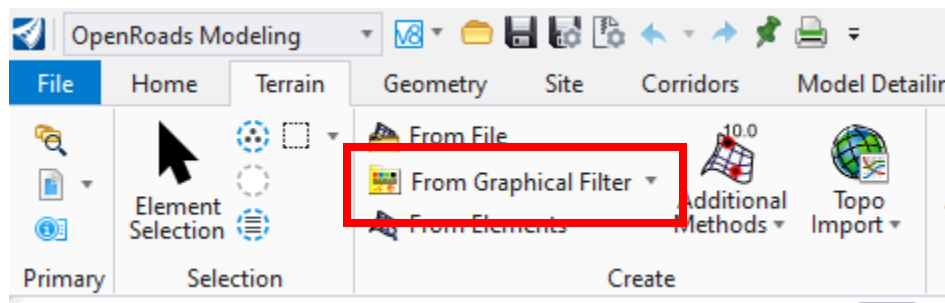 OpenRoads Modeling V8
File Home Terrain Geometry Site Corridors Model Detailin
From File
10.0
From Graphical Filter
Element
Selection
From Elements
Additional
Methods
Topo
Import
Primary Selection Create